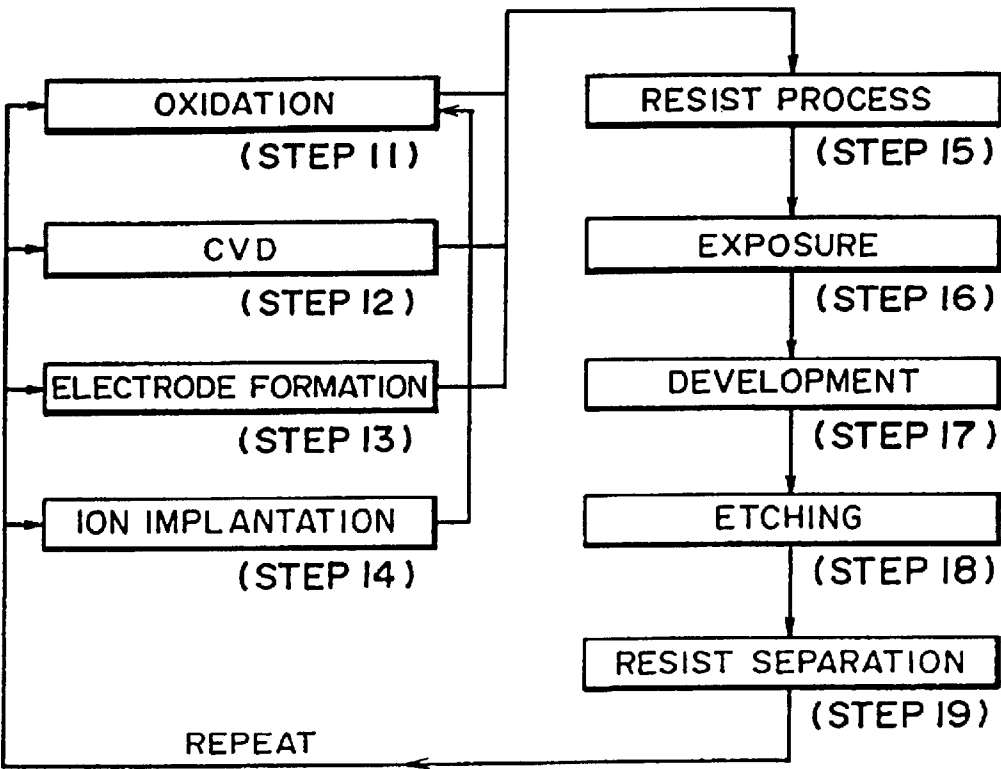 OXIDATION
(STEP 11)
CVD
(STEP 12)
ELECTRODE FORMATION
(STEP 13)
ION IMPLANTATION
(STEP 14)
RESIST PROCESS
(STEP 15)
EXPOSURE
(STEP 16)
DEVELOPMENT
(STEP 17)
ETCHING
(STEP 18)
RESIST SEPARATION
(STEP 19)
REPEAT